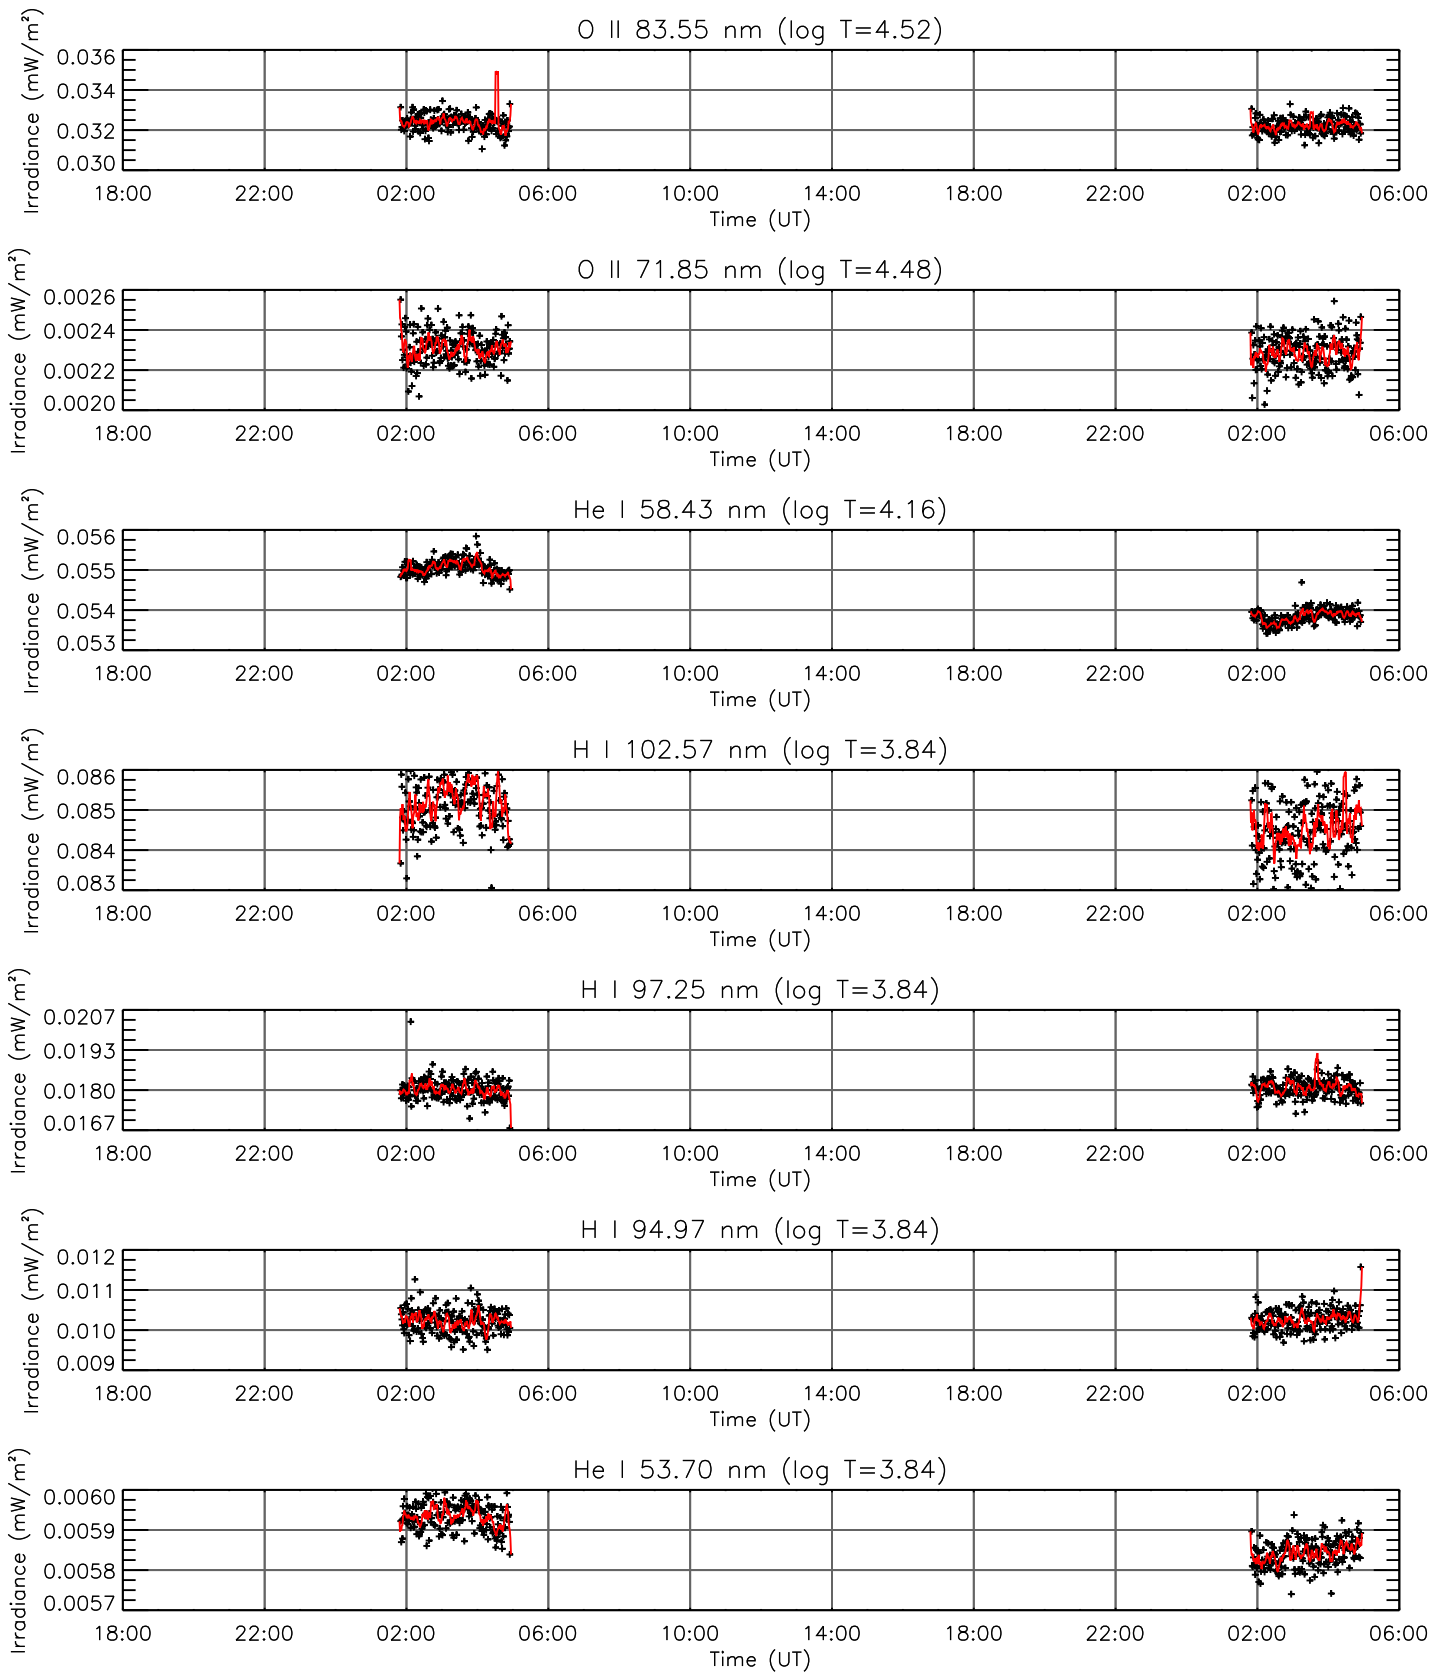 O II 83.55 nm (log T=4.52)
Irradiance (mW/m²)
0.036
0.034
0.032
0.030
18:00 22:00 02:00 06:00 10:00 14:00 18:00 22:00 02:00 06:00
Time (UT)
O II 71.85 nm (log T=4.48)
Irradiance (mW/m²)
0.0026
0.0024
0.0022
0.0020
18:00 22:00 02:00 06:00 10:00 14:00 18:00 22:00 02:00 06:00
Time (UT)
He I 58.43 nm (log T=4.16)
Irradiance (mW/m²)
0.056
0.055
0.054
0.053
18:00 22:00 02:00 06:00 10:00 14:00 18:00 22:00 02:00 06:00
Time (UT)
H I 102.57 nm (log T=3.84)
Irradiance (mW/m²)
0.086
0.085
0.084
0.083
18:00 22:00 02:00 06:00 10:00 14:00 18:00 22:00 02:00 06:00
Time (UT)
H I 97.25 nm (log T=3.84)
Irradiance (mW/m²)
0.0207
0.0193
0.0180
0.0167
18:00 22:00 02:00 06:00 10:00 14:00 18:00 22:00 02:00 06:00
Time (UT)
H I 94.97 nm (log T=3.84)
Irradiance (mW/m²)
0.012
0.011
0.010
0.009
18:00 22:00 02:00 06:00 10:00 14:00 18:00 22:00 02:00 06:00
Time (UT)
He I 53.70 nm (log T=3.84)
Irradiance (mW/m²)
0.0060
0.0059
0.0058
0.0057
18:00 22:00 02:00 06:00 10:00 14:00 18:00 22:00 02:00 06:00
Time (UT)